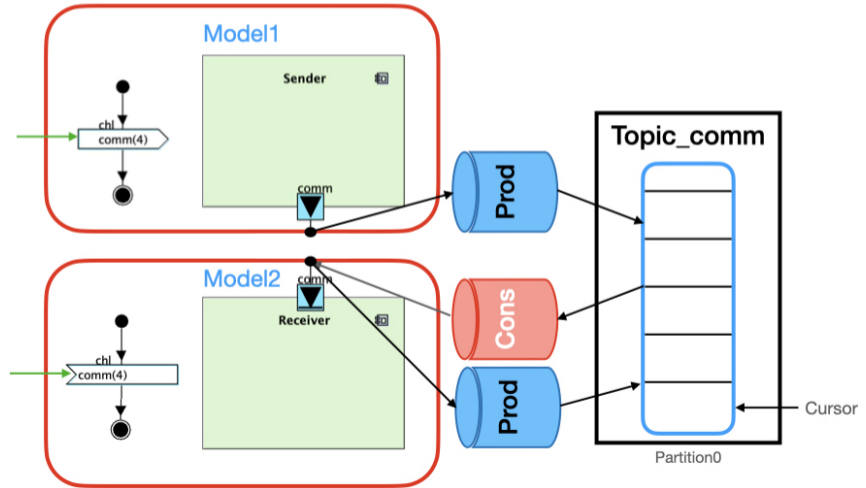 Model1
Sender
chl
comm(4)
comm
Prod
Topic_comm
Model2
comm
Receiver
chl
comm(4)
Cons
Prod
Cursor
Partition0